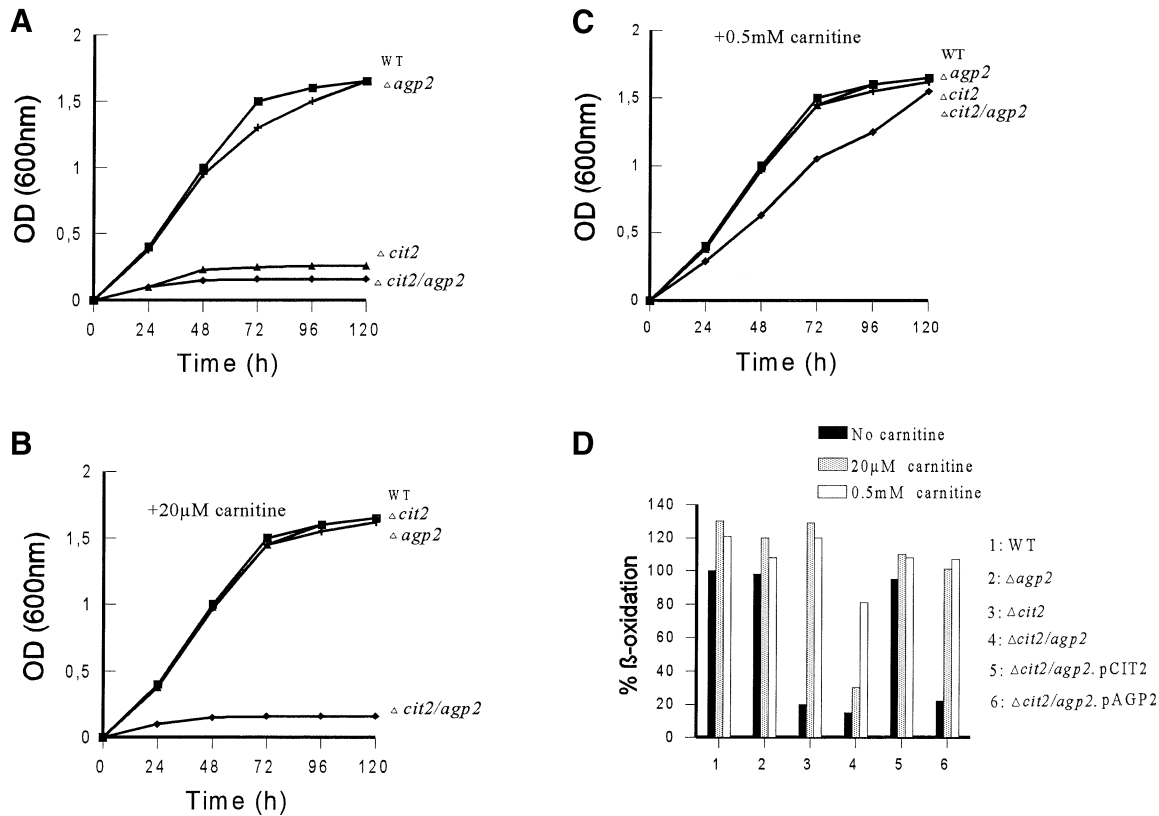 A
2
1,5
1
0,5
0
OD (600nm)
WT
△agp2
△cit2
△cit2/agp2
0 24 48 72 96 120
Time (h)
B
2
1,5
1
0,5
0
OD (600nm)
+20µM carnitine
WT
△cit2
△agp2
△cit2/agp2
0 24 48 72 96 120
Time (h)
C
2
1,5
1
0,5
0
OD (600nm)
+0.5mM carnitine
WT
△agp2
△cit2
△cit2/agp2
0 24 48 72 96 120
Time (h)
D
No carnitine
20µM carnitine
0.5mM carnitine
140
120
100
80
60
40
20
0
% ß-oxidation
1 2 3 4 5 6
1: WT
2: △agp2
3: △cit2
4: △cit2/agp2
5: △cit2/agp2. pCIT2
6: △cit2/agp2. pAGP2